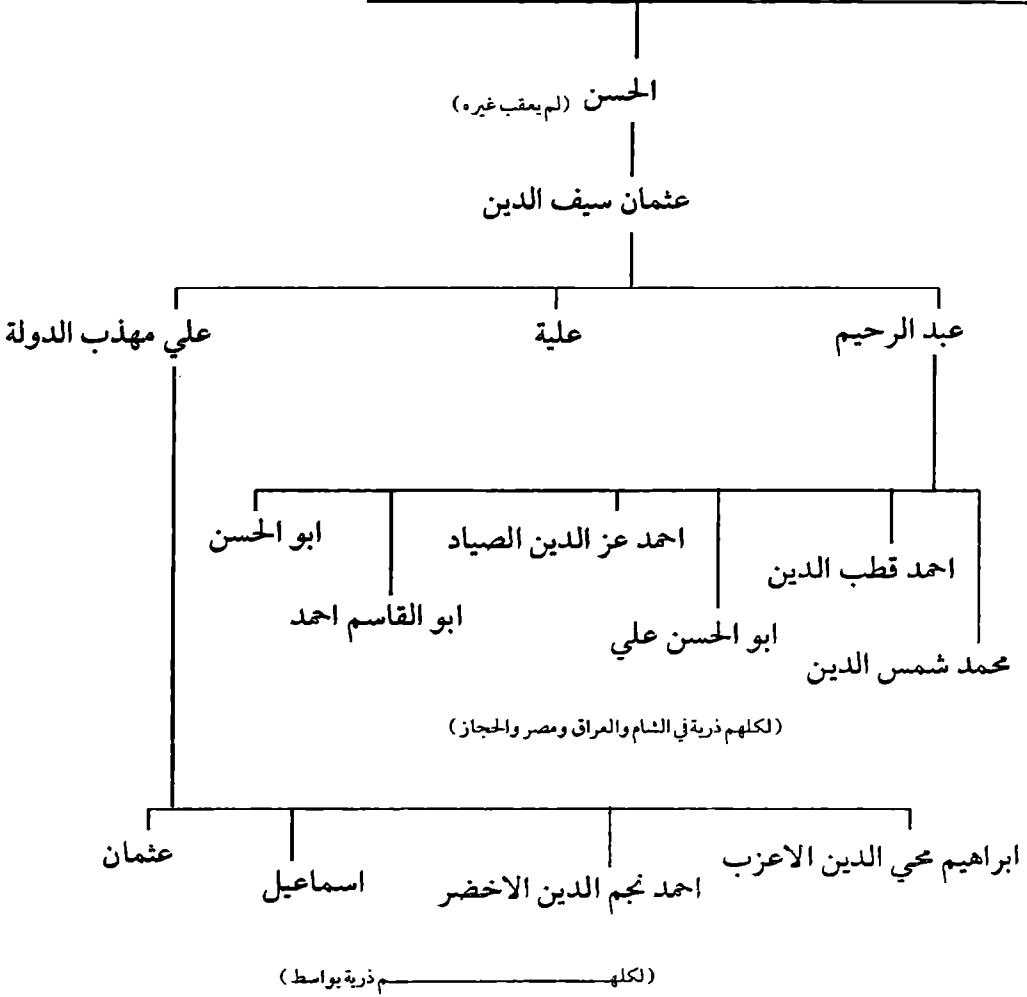 الحسن (لم يعقب غيره)
عثمان سيف الدين
عبد الرحيم
علية
علي مهذب الدولة
محمد شمس الدين
احمد قطب الدين
ابو الحسن علي
احمد عز الدين الصياد
ابو القاسم احمد
ابو الحسن
(لكلهم ذرية في الشام والعراق ومصر والحجاز)
ابراهيم محي الدين الاعزب
احمد نجم الدين الاخضر
اسماعيل
عثمان
(لكلهم ذرية بواسط)